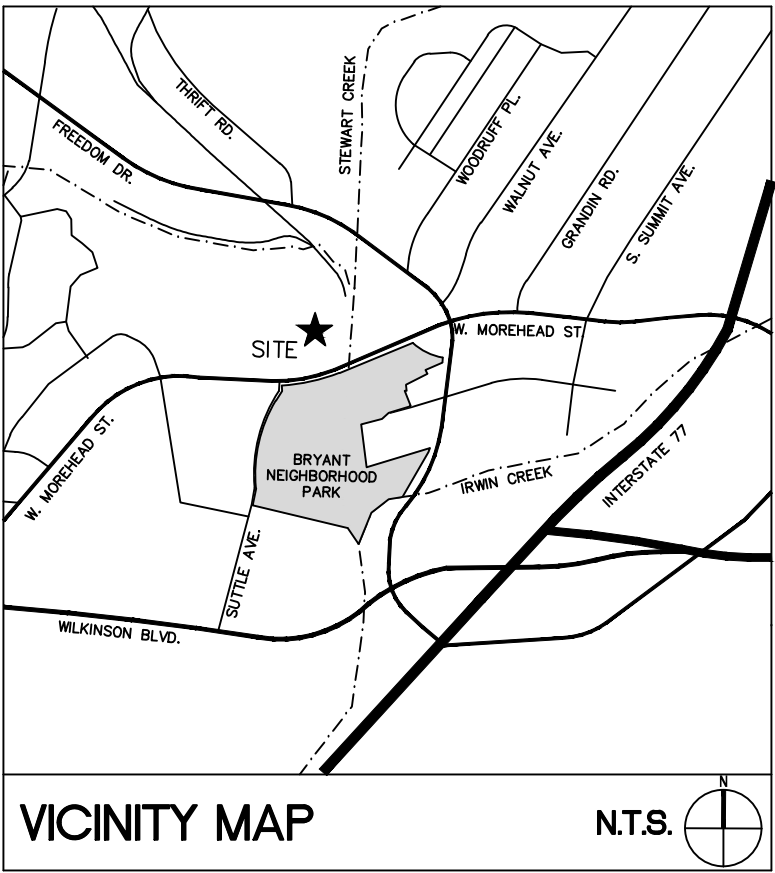 THRIFT RD.
STEWART CREEK
FREEDOM DR.
WOODRUFF PL.
WALNUT AVE.
GRANDIN RD.
S. SUMMIT AVE.
SITE
W. MOREHEAD ST.
W. MOREHEAD ST.
BRYANT
NEIGHBORHOOD
PARK
IRWIN CREEK
INTERSTATE 77
SUTTLE AVE.
WILKINSON BLVD.
VICINITY MAP
N.T.S.
N